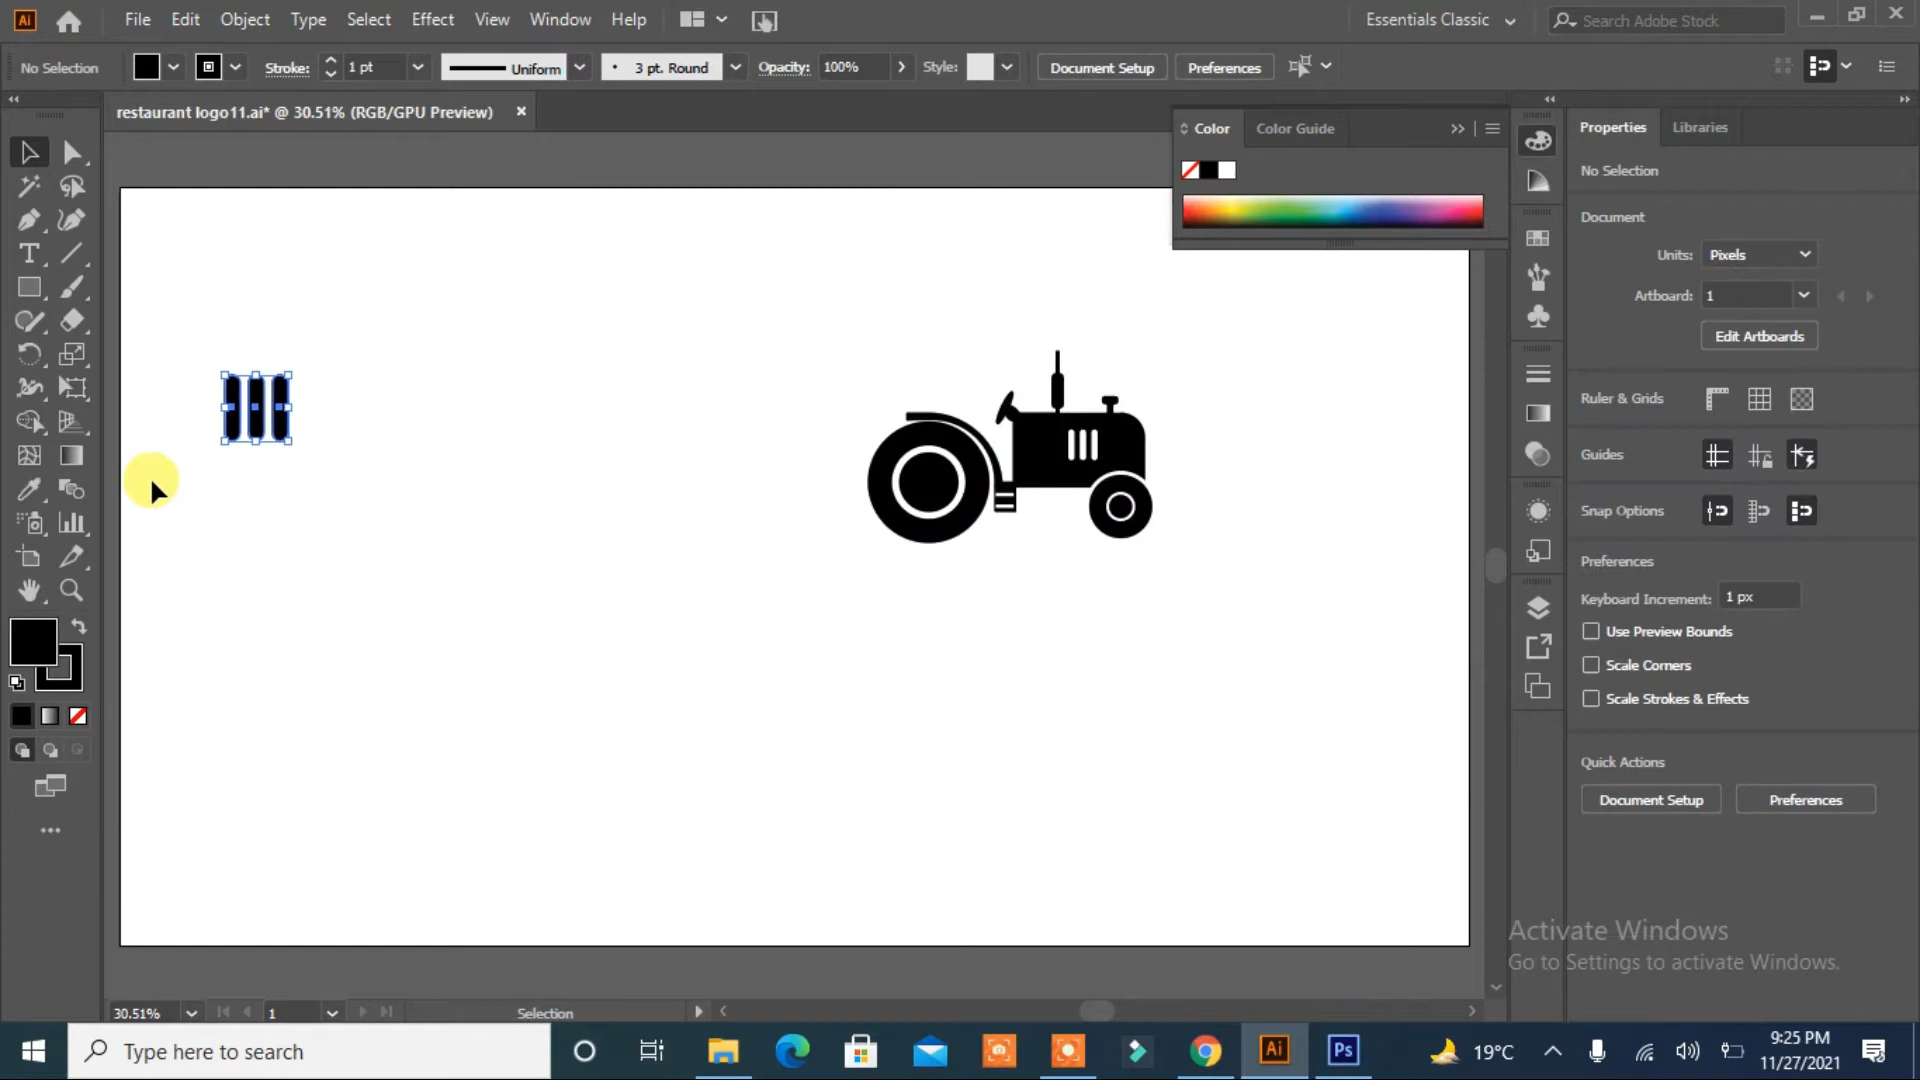 Ai File Edit Object Type Select Effect View Window Help Essentials Classic Search Adobe Stock
No Selection Stroke: 1 pt Uniform 3 pt. Round Opacity: 100% Style: Document Setup Preferences
restaurant logo11.ai* @ 30.51% (RGB/GPU Preview)
Color Color Guide
Properties Libraries
No Selection
Document
Units: Pixels
Artboard: 1
Edit Artboards
Ruler & Grids
Guides
Snap Options
Preferences
Keyboard Increment: 1 px
Use Preview Bounds
Scale Corners
Scale Strokes & Effects
Quick Actions
Document Setup Preferences
Activate Windows
Go to Settings to activate Windows.
30.51% 1 Selection
Type here to search Ai Ps 19°C 9:25 PM
11/27/2021